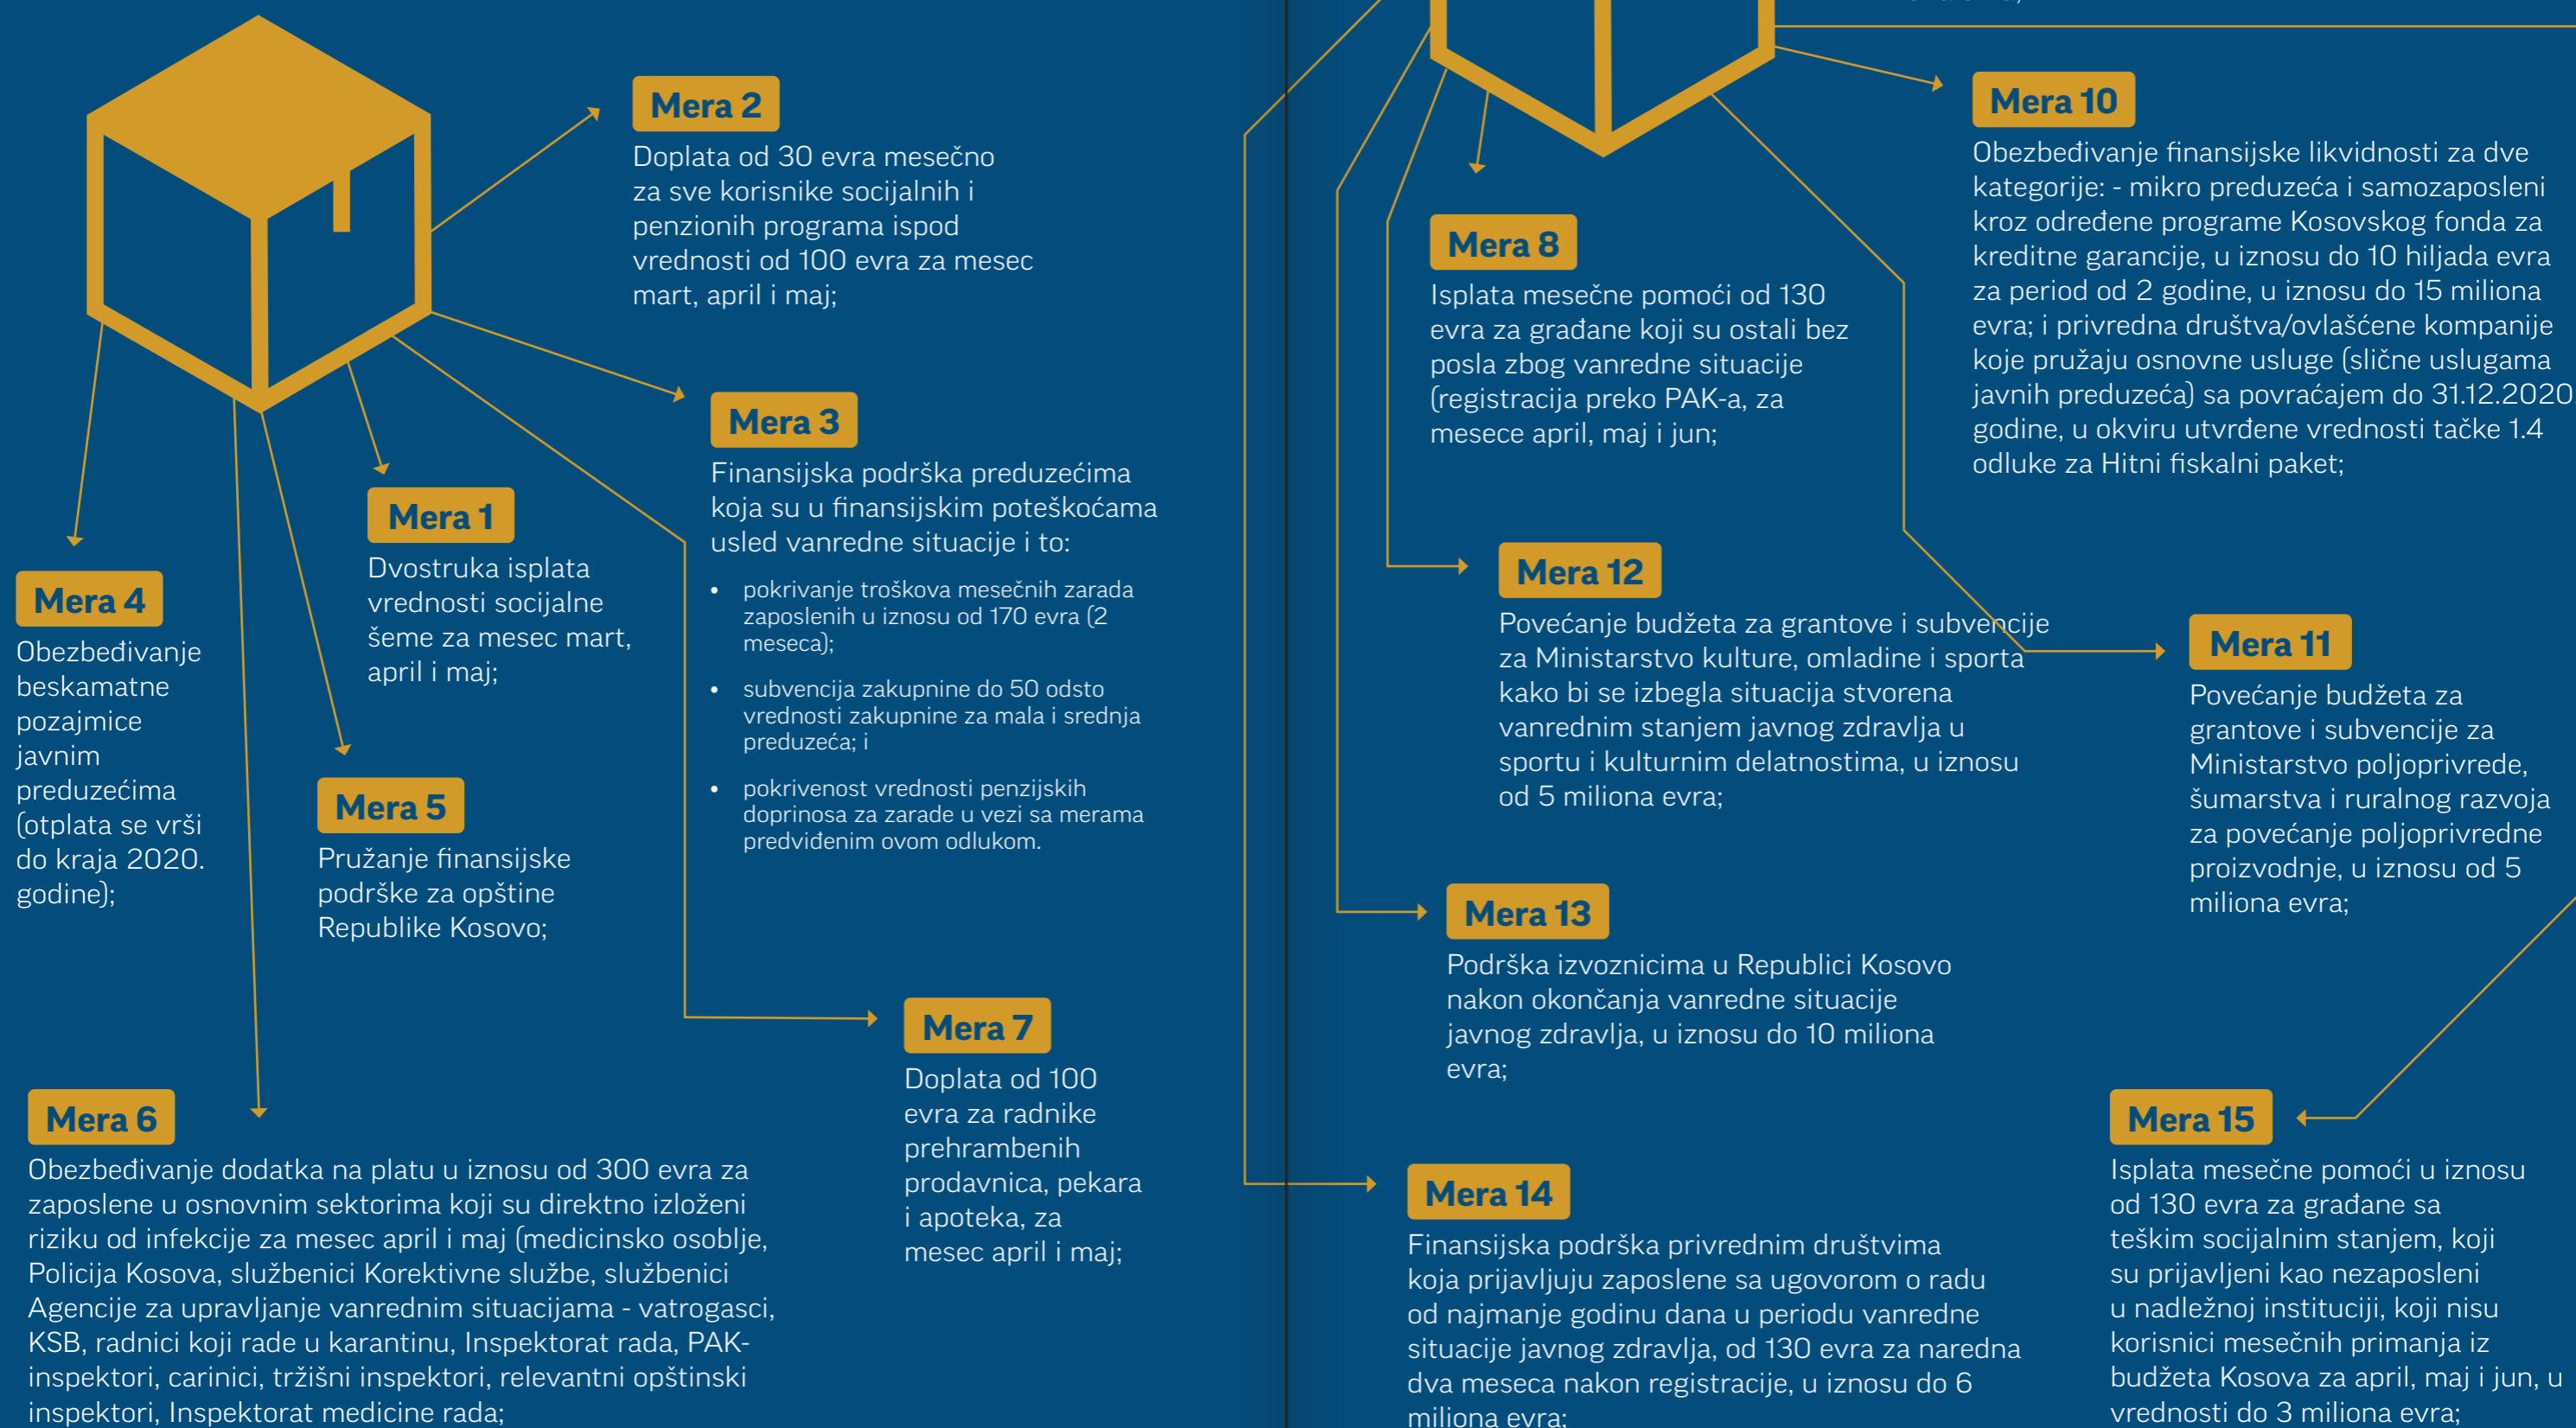 Mera 2
Doplata od 30 evra mesečno
za sve korisnike socijalnih i
penzionih programa ispod
vrednosti od 100 evra za mesec
mart, april i maj;
Mera 3
Finansijska podrška preduzećima
koja su u finansijskim poteškoćama
usled vanredne situacije i to:
• pokrivanje troškova mesečnih zarada
zaposlenih u iznosu od 170 evra (2
meseca);
• subvencija zakupnine do 50 odsto
vrednosti zakupnine za mala i srednja
preduzeća; i
• pokrivenost vrednosti penzijskih
doprinosa za zarade u vezi sa merama
predviđenim ovom odlukom.
Mera 1
Dvostruka isplata
vrednosti socijalne
šeme za mesec mart,
april i maj;
Mera 4
Obezbeđivanje
beskamatne
pozajmice
javnim
preduzećima
(otplata se vrši
do kraja 2020.
godine);
Mera 5
Pružanje finansijske
podrške za opštine
Republike Kosovo;
Mera 7
Doplata od 100
evra za radnike
prehrambenih
prodavnica, pekara
i apoteka, za
mesec april i maj;
Mera 6
Obezbeđivanje dodatka na platu u iznosu od 300 evra za
zaposlene u osnovnim sektorima koji su direktno izloženi
riziku od infekcije za mesec april i maj (medicinsko osoblje,
Policija Kosova, službenici Korektivne službe, službenici
Agencije za upravljanje vanrednim situacijama - vatrogasci,
KSB, radnici koji rade u karantinu, Inspektorat rada, PAK-
inspektori, carinici, tržišni inspektori, relevantni opštinski
inspektori, Inspektorat medicine rada;
Mera 10
Obezbeđivanje finansijske likvidnosti za dve
kategorije: - mikro preduzeća i samozaposleni
kroz određene programe Kosovskog fonda za
kreditne garancije, u iznosu do 10 hiljada evra
za period od 2 godine, u iznosu do 15 miliona
evra; i privredna društva/ovlašćene kompanije
koje pružaju osnovne usluge (slične uslugama
javnih preduzeća) sa povraćajem do 31.12.2020
godine, u okviru utvrđene vrednosti tačke 1.4
odluke za Hitni fiskalni paket;
Mera 8
Isplata mesečne pomoći od 130
evra za građane koji su ostali bez
posla zbog vanredne situacije
(registracija preko PAK-a, za
mesece april, maj i jun;
Mera 12
Povećanje budžeta za grantove i subvencije
za Ministarstvo kulture, omladine i sporta
kako bi se izbegla situacija stvorena
vanrednim stanjem javnog zdravlja u
sportu i kulturnim delatnostima, u iznosu
od 5 miliona evra;
Mera 11
Povećanje budžeta za
grantove i subvencije za
Ministarstvo poljoprivrede,
šumarstva i ruralnog razvoja
za povećanje poljoprivredne
proizvodnje, u iznosu od 5
miliona evra;
Mera 13
Podrška izvoznicima u Republici Kosovo
nakon okončanja vanredne situacije
javnog zdravlja, u iznosu do 10 miliona
evra;
Mera 14
Finansijska podrška privrednim društvima
koja prijavljuju zaposlene sa ugovorom o radu
od najmanje godinu dana u periodu vanredne
situacije javnog zdravlja, od 130 evra za naredna
dva meseca nakon registracije, u iznosu do 6
miliona evra;
Mera 15
Isplata mesečne pomoći u iznosu
od 130 evra za građane sa
teškim socijalnim stanjem, koji
su prijavljeni kao nezaposleni
u nadležnoj instituciji, koji nisu
korisnici mesečnih primanja iz
budžeta Kosova za april, maj i jun, u
vrednosti do 3 miliona evra;